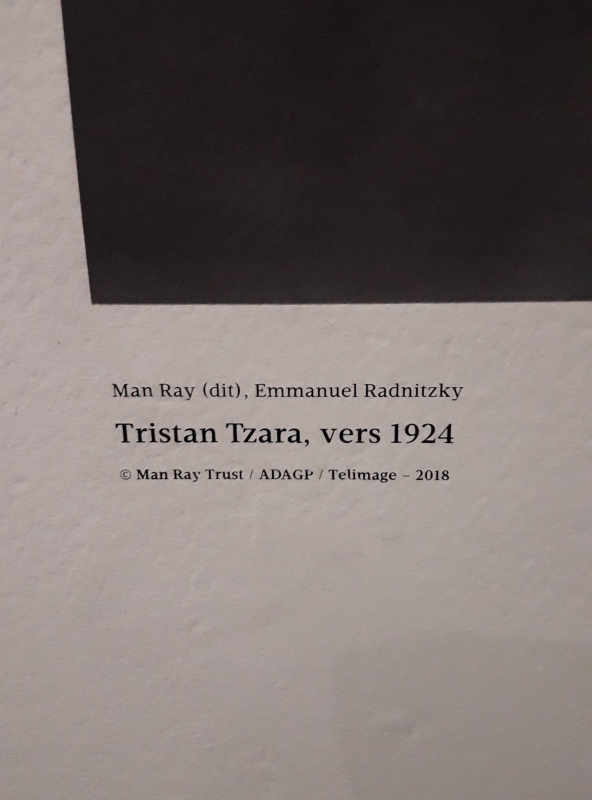 Man Ray (dit), Emmanuel Radnitzky
Tristan Tzara, vers 1924
© Man Ray Trust / ADAGP / Telimage – 2018